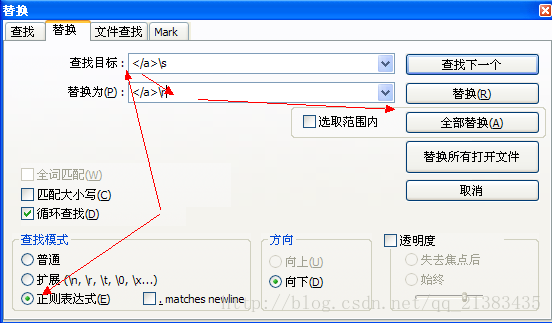 替换
查找 替换 文件查找 Mark
查找目标： </a>\s 查找下一个
替换为(P)： </a>\n 替换(R)
选取范围内 全部替换(A)
替换所有打开文件
全词匹配(W) 取消
匹配大小写(C)
循环查找(D)
查找模式 方向 透明度
普通 向上(U) 失去焦点后
扩展 (\n, \r, \t, \0, \x...) 向下(D) 始终
正则表达式(E) . matches newline
http://blog.csdn.net/qq_21383435